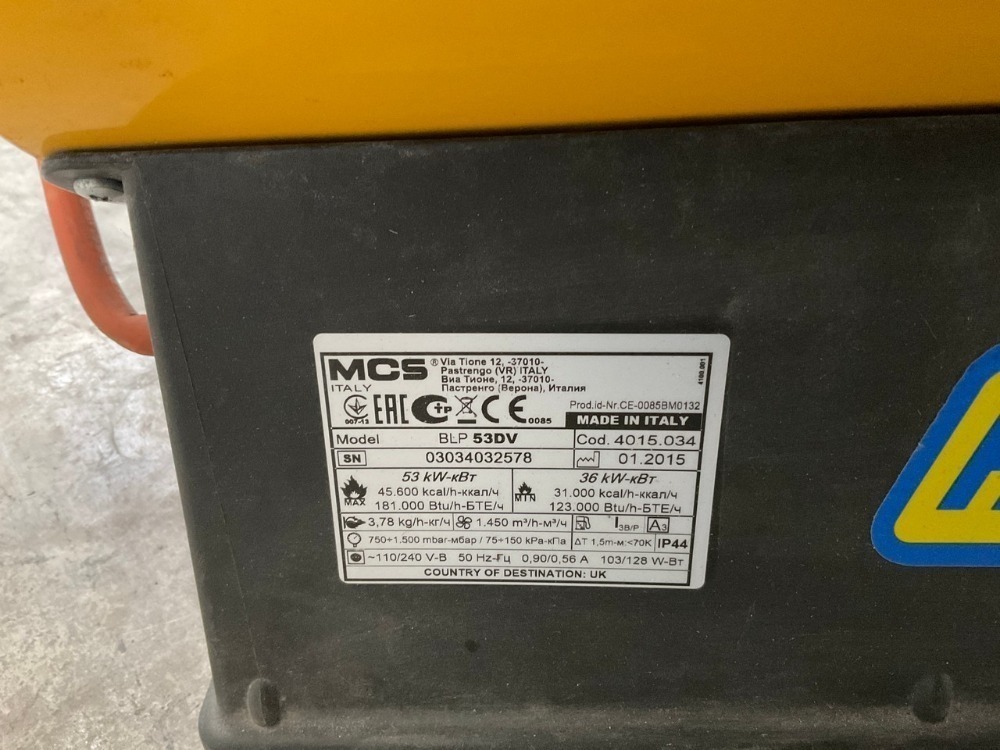 MCS ® Via Tione 12, -37010-
Pastrengo (VR) ITALY
Виа Тионе, 12, -37010-
ITALY Пастренго (Верона), Италия
4100.001
007-13 EAC TP CE 0085 Prod.id-Nr.CE-0085BM0132
MADE IN ITALY
Model BLP 53DV Cod. 4015.034
SN 03034032578 01.2015
53 kW-кВт 36 kW-кВт
MAX 45.600 kcal/h-ккал/ч MIN 31.000 kcal/h-ккал/ч
181.000 Btu/h-БТЕ/ч 123.000 Btu/h-БТЕ/ч
3,78 kg/h-кг/ч 1.450 m³/h-м³/ч I3B/P A3
750÷1.500 mbar-мбар / 75÷150 kPa-кПа ΔT 1,5m-м:<70K IP44
~110/240 V-В 50 Hz-Гц 0,90/0,56 A 103/128 W-Вт
COUNTRY OF DESTINATION: UK